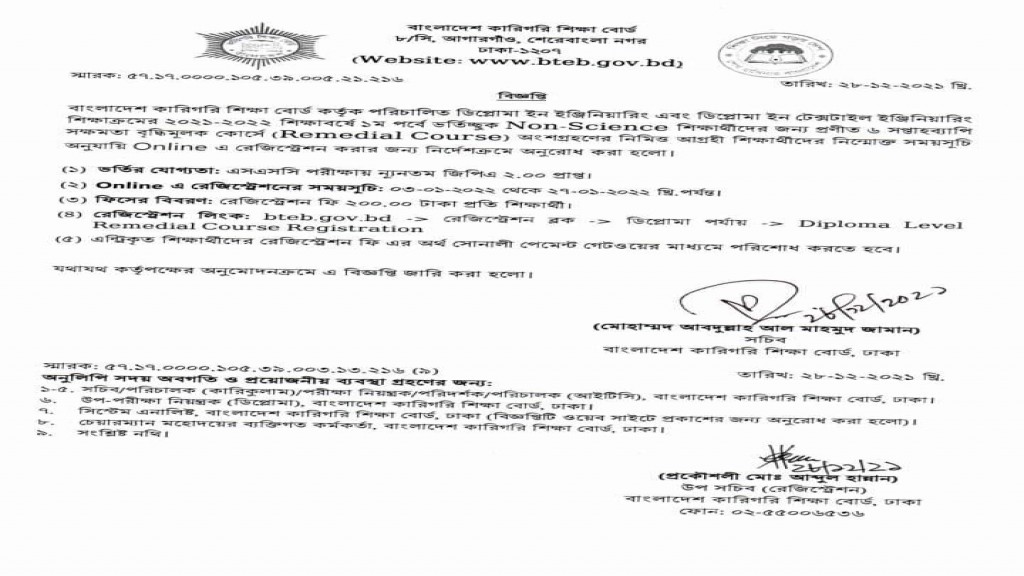 বাংলাদেশ কারিগরি শিক্ষা বোর্ড
৮/সি, আগারগাঁও, শেরেবাংলা নগর
ঢাকা-১২০৭
(Website: www.bteb.gov.bd)
স্মারক: ৫৭.১৭.০০০০.১০৫.৩৯.০০৫.২১.২১৬
তারিখ: ২৮-১২-২০২১ খ্রি.
বিজ্ঞপ্তি
বাংলাদেশ কারিগরি শিক্ষা বোর্ড কর্তৃক পরিচালিত ডিপ্লোমা ইন ইঞ্জিনিয়ারিং এবং ডিপ্লোমা ইন টেক্সটাইল ইঞ্জিনিয়ারিং
শিক্ষাক্রমের ২০২১-২০২২ শিক্ষাবর্ষে ১ম পর্বে ভর্তিচ্ছুক Non-Science শিক্ষার্থীদের জন্য প্রণীত ৬ সপ্তাহব্যাপি
সক্ষমতা বৃদ্ধিমূলক কোর্সে (Remedial Course) অংশগ্রহণের নিমিত্ত আগ্রহী শিক্ষার্থীদের নিম্নোক্ত সময়সূচি
অনুযায়ি Online এ রেজিস্ট্রেশন করার জন্য নির্দেশক্রমে অনুরোধ করা হলো।
(১) ভর্তির যোগ্যতা: এসএসসি পরীক্ষায় ন্যুনতম জিপিএ ২.০০ প্রাপ্ত।
(২) Online এ রেজিস্ট্রেশনের সময়সূচি: ০৩-০১-২০২২ থেকে ২৭-০১-২০২২ খ্রি.পর্যন্ত।
(৩) ফিসের বিবরণ: রেজিস্ট্রেশন ফি ২০০.০০ টাকা প্রতি শিক্ষার্থী।
(৪) রেজিস্ট্রেশন লিংক: bteb.gov.bd -> রেজিস্ট্রেশন ব্লক -> ডিপ্লোমা পর্যায় -> Diploma Level
Remedial Course Registration
(৫) এন্ট্রিকৃত শিক্ষার্থীদের রেজিস্ট্রেশন ফি এর অর্থ সোনালী পেমেন্ট গেটওয়ের মাধ্যমে পরিশোধ করতে হবে।
যথাযথ কর্তৃপক্ষের অনুমোদনক্রমে এ বিজ্ঞপ্তি জারি করা হলো।
২৮/১২/২০২১
(মোহাম্মদ আবদুল্লাহ আল মাহমুদ জামান)
সচিব
বাংলাদেশ কারিগরি শিক্ষা বোর্ড, ঢাকা
স্মারক: ৫৭.১৭.০০০০.১০৫.৩৯.০০৩.১৩.২১৬ (৯)
তারিখ: ২৮-১২-২০২১ খ্রি.
অনুলিপি সদয় অবগতি ও প্রয়োজনীয় ব্যবস্থা গ্রহণের জন্য:
১-৫. সচিব/পরিচালক (কারিকুলাম)/পরীক্ষা নিয়ন্ত্রক/পরিদর্শক/পরিচালক (আইটিসি), বাংলাদেশ কারিগরি শিক্ষা বোর্ড, ঢাকা।
৬. উপ-পরীক্ষা নিয়ন্ত্রক (ডিপ্লোমা), বাংলাদেশ কারিগরি শিক্ষা বোর্ড, ঢাকা।
৭. সিস্টেম এনালিষ্ট, বাংলাদেশ কারিগরি শিক্ষা বোর্ড, ঢাকা (বিজ্ঞপ্তিটি ওয়েব সাইটে প্রকাশের জন্য অনুরোধ করা হলো)।
৮. চেয়ারম্যান মহোদয়ের ব্যক্তিগত কর্মকর্তা, বাংলাদেশ কারিগরি শিক্ষা বোর্ড, ঢাকা।
৯. সংশ্লিষ্ট নথি।
২৮/১২/২১
(প্রকৌশলী মোঃ আব্দুল হান্নান)
উপ সচিব (রেজিস্ট্রেশন)
বাংলাদেশ কারিগরি শিক্ষা বোর্ড, ঢাকা
ফোন: ০২-৫৫০০৬৫৩৬